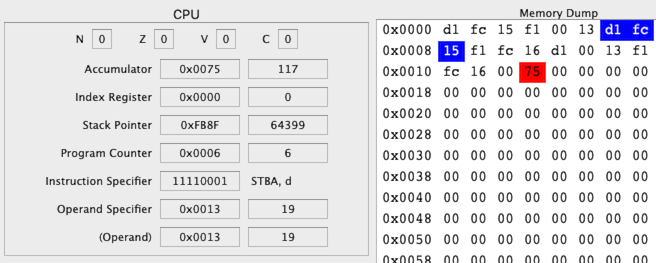 CPU
N 0 Z 0 V 0 C 0
Accumulator 0x0075 117
Index Register 0x0000 0
Stack Pointer 0xFB8F 64399
Program Counter 0x0006 6
Instruction Specifier 11110001 STBA, d
Operand Specifier 0x0013 19
(Operand) 0x0013 19
Memory Dump
0x0000 d1 fc 15 f1 00 13 d1 fc
0x0008 15 f1 fc 16 d1 00 13 f1
0x0010 fc 16 00 75 00 00 00 00
0x0018 00 00 00 00 00 00 00 00
0x0020 00 00 00 00 00 00 00 00
0x0028 00 00 00 00 00 00 00 00
0x0030 00 00 00 00 00 00 00 00
0x0038 00 00 00 00 00 00 00 00
0x0040 00 00 00 00 00 00 00 00
0x0048 00 00 00 00 00 00 00 00
0x0050 00 00 00 00 00 00 00 00
0x0058 00 00 00 00 00 00 00 00